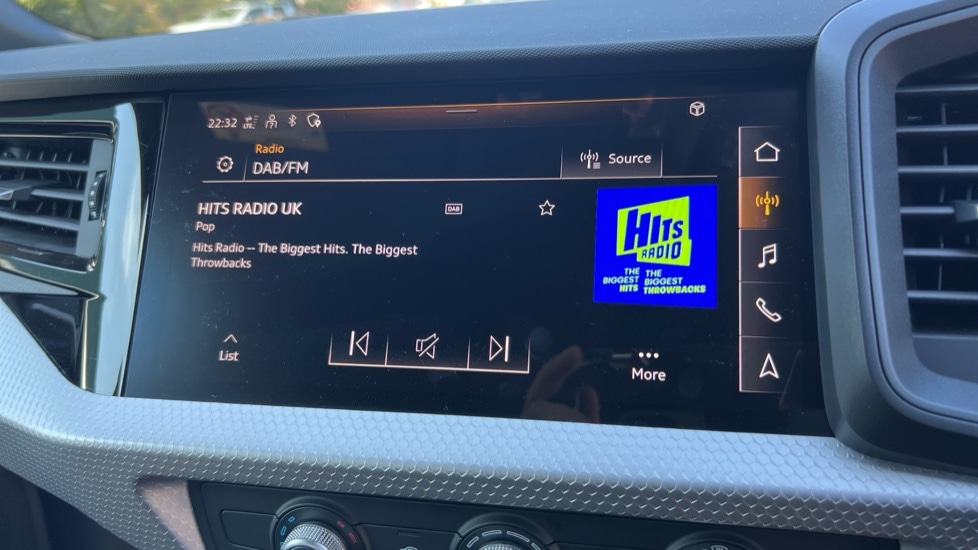 22:32 LTE
Radio
DAB/FM
Source
HITS RADIO UK
DAB
Pop
Hits Radio -- The Biggest Hits. The Biggest
Throwbacks
HITS
RADIO
THE THE
BIGGEST BIGGEST
HITS THROWBACKS
List
More